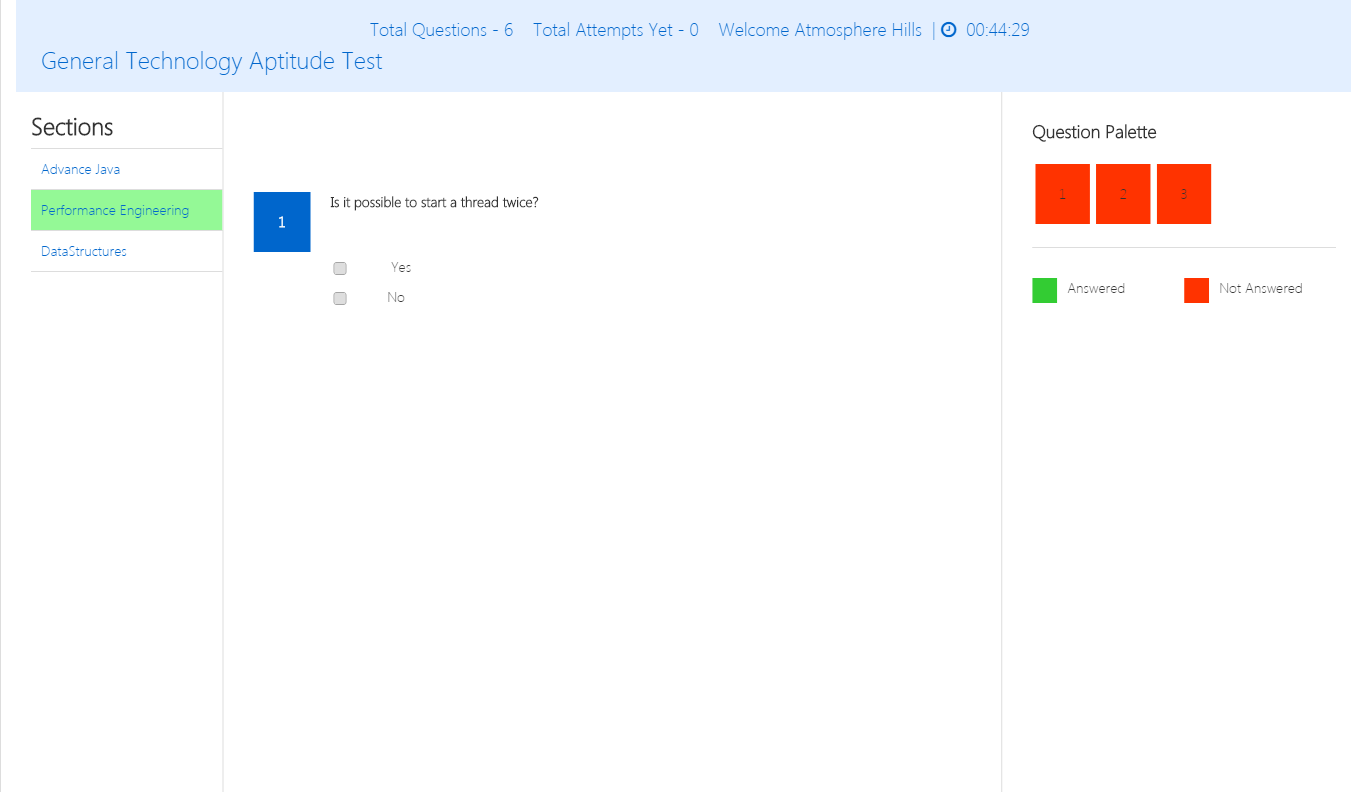 Total Questions - 6 Total Attempts Yet - 0 Welcome Atmosphere Hills | 00:44:29
General Technology Aptitude Test
Sections
Advance Java
Performance Engineering
DataStructures
1 Is it possible to start a thread twice?
Yes
No
Question Palette
1 2 3
Answered Not Answered